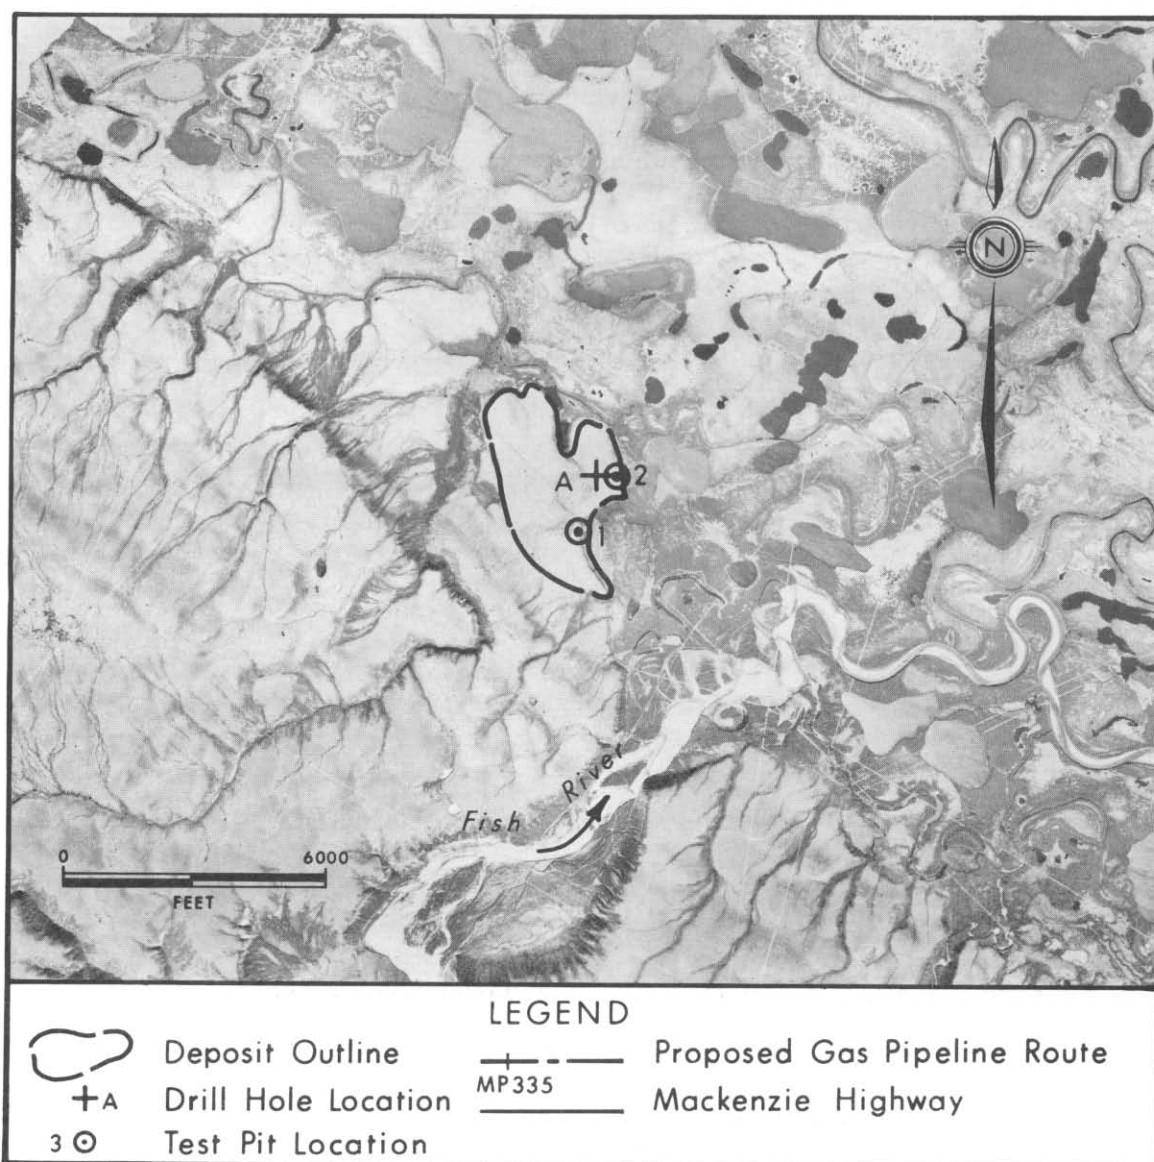 N
A
2
1
Fish River
0 6000
FEET
LEGEND
Deposit Outline
Proposed Gas Pipeline Route
MP335
A Drill Hole Location
Mackenzie Highway
3 Test Pit Location